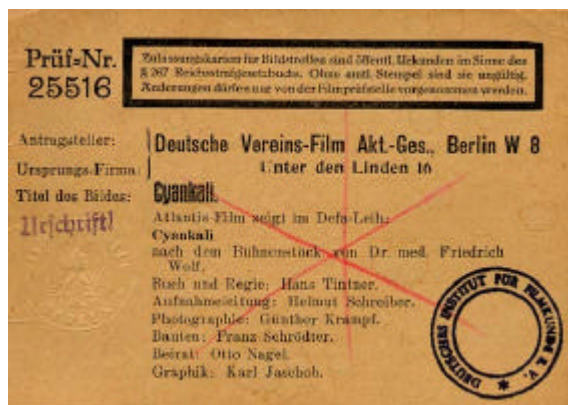 Prüf=Nr.
25516
Zulassungskarten für Bildstreifen sind öffentl. Urkunden im Sinne des
§ 267 Reichsstrafgesetzbuchs. Ohne amtl. Stempel sind sie ungültig.
Änderungen dürfen nur von der Filmprüfstelle vorgenommen werden.
Antragsteller:
Deutsche Vereins-Film Akt.-Ges., Berlin W 8
Ursprungs-Firma:
Unter den Linden 16
Titel des Bildes:
Cyankali.
Urschrift!
Atlantis-Film zeigt im Defa-Leih:
Cyankali
nach dem Bühnenstück von Dr. med. Friedrich
Wolf.
Buch und Regie: Hans Tintner.
Aufnahmeleitung: Helmut Schreiber.
Photographie: Günther Krampf.
Bauten: Franz Schrödter.
Beirat: Otto Nagel.
Graphik: Karl Jaschob.
DEUTSCHES INSTITUT FÜR FILMKUNDE E. V.